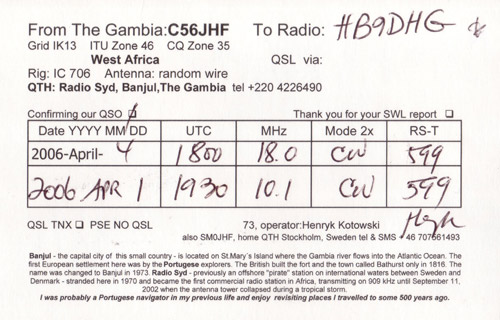 From The Gambia:C56JHF To Radio: HB9DHG
Grid IK13 ITU Zone 46 CQ Zone 35
West Africa QSL via:
Rig: IC 706 Antenna: random wire
QTH: Radio Syd, Banjul,The Gambia tel +220 4226490
Confirming our QSO ❑ Thank you for your SWL report ❑
Date YYYY MM DD UTC MHz Mode 2x RS-T
2006-April- 4 1800 18.0 CW 599
2006 APR 1 1930 10.1 CW 599
QSL TNX ❑ PSE NO QSL 73, operator:Henryk Kotowski
also SM0JHF, home QTH Stockholm, Sweden tel & SMS +46 707661493
Banjul - the capital city of this small country - is located on St.Mary´s Island where the Gambia river flows into the Atlantic Ocean. The
first European settlement here was by the Portugese explorers. The British built the fort and the town called Bathurst only in 1816. The
name was changed to Banjul in 1973. Radio Syd - previously an offshore "pirate" station on international waters between Sweden and
Denmark - stranded here in 1970 and became the first commercial radio station in Africa, transmitting on 909 kHz until September 11,
2002 when the antenna tower collapsed during a tropical storm.
I was probably a Portugese navigator in my previous life and enjoy revisiting places I travelled to some 500 years ago.